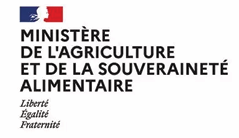 MINISTÈRE
DE L'AGRICULTURE
ET DE LA SOUVERAINETÉ
ALIMENTAIRE
Liberté
Égalité
Fraternité